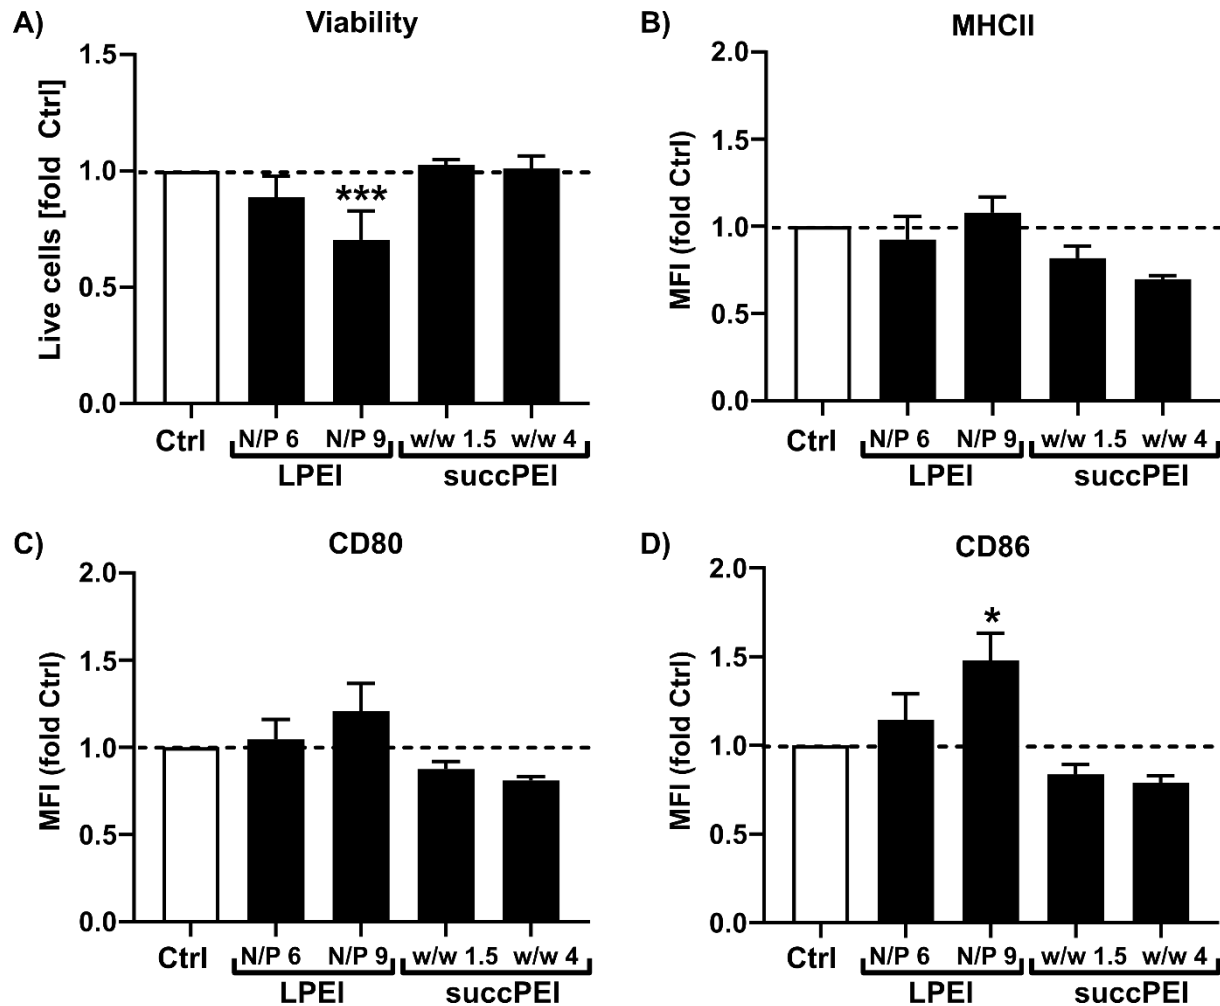 A)
Viability
Live cells [fold Ctrl]
1.5
1.0
0.5
0.0
***
Ctrl
N/P 6 N/P 9 w/w 1.5 w/w 4
LPEI succPEI
B)
MHCII
MFI (fold Ctrl)
2.0
1.5
1.0
0.5
0.0
Ctrl
N/P 6 N/P 9 w/w 1.5 w/w 4
LPEI succPEI
C)
CD80
MFI (fold Ctrl)
2.0
1.5
1.0
0.5
0.0
Ctrl
N/P 6 N/P 9 w/w 1.5 w/w 4
LPEI succPEI
D)
CD86
MFI (fold Ctrl)
2.0
1.5
1.0
0.5
0.0
*
Ctrl
N/P 6 N/P 9 w/w 1.5 w/w 4
LPEI succPEI